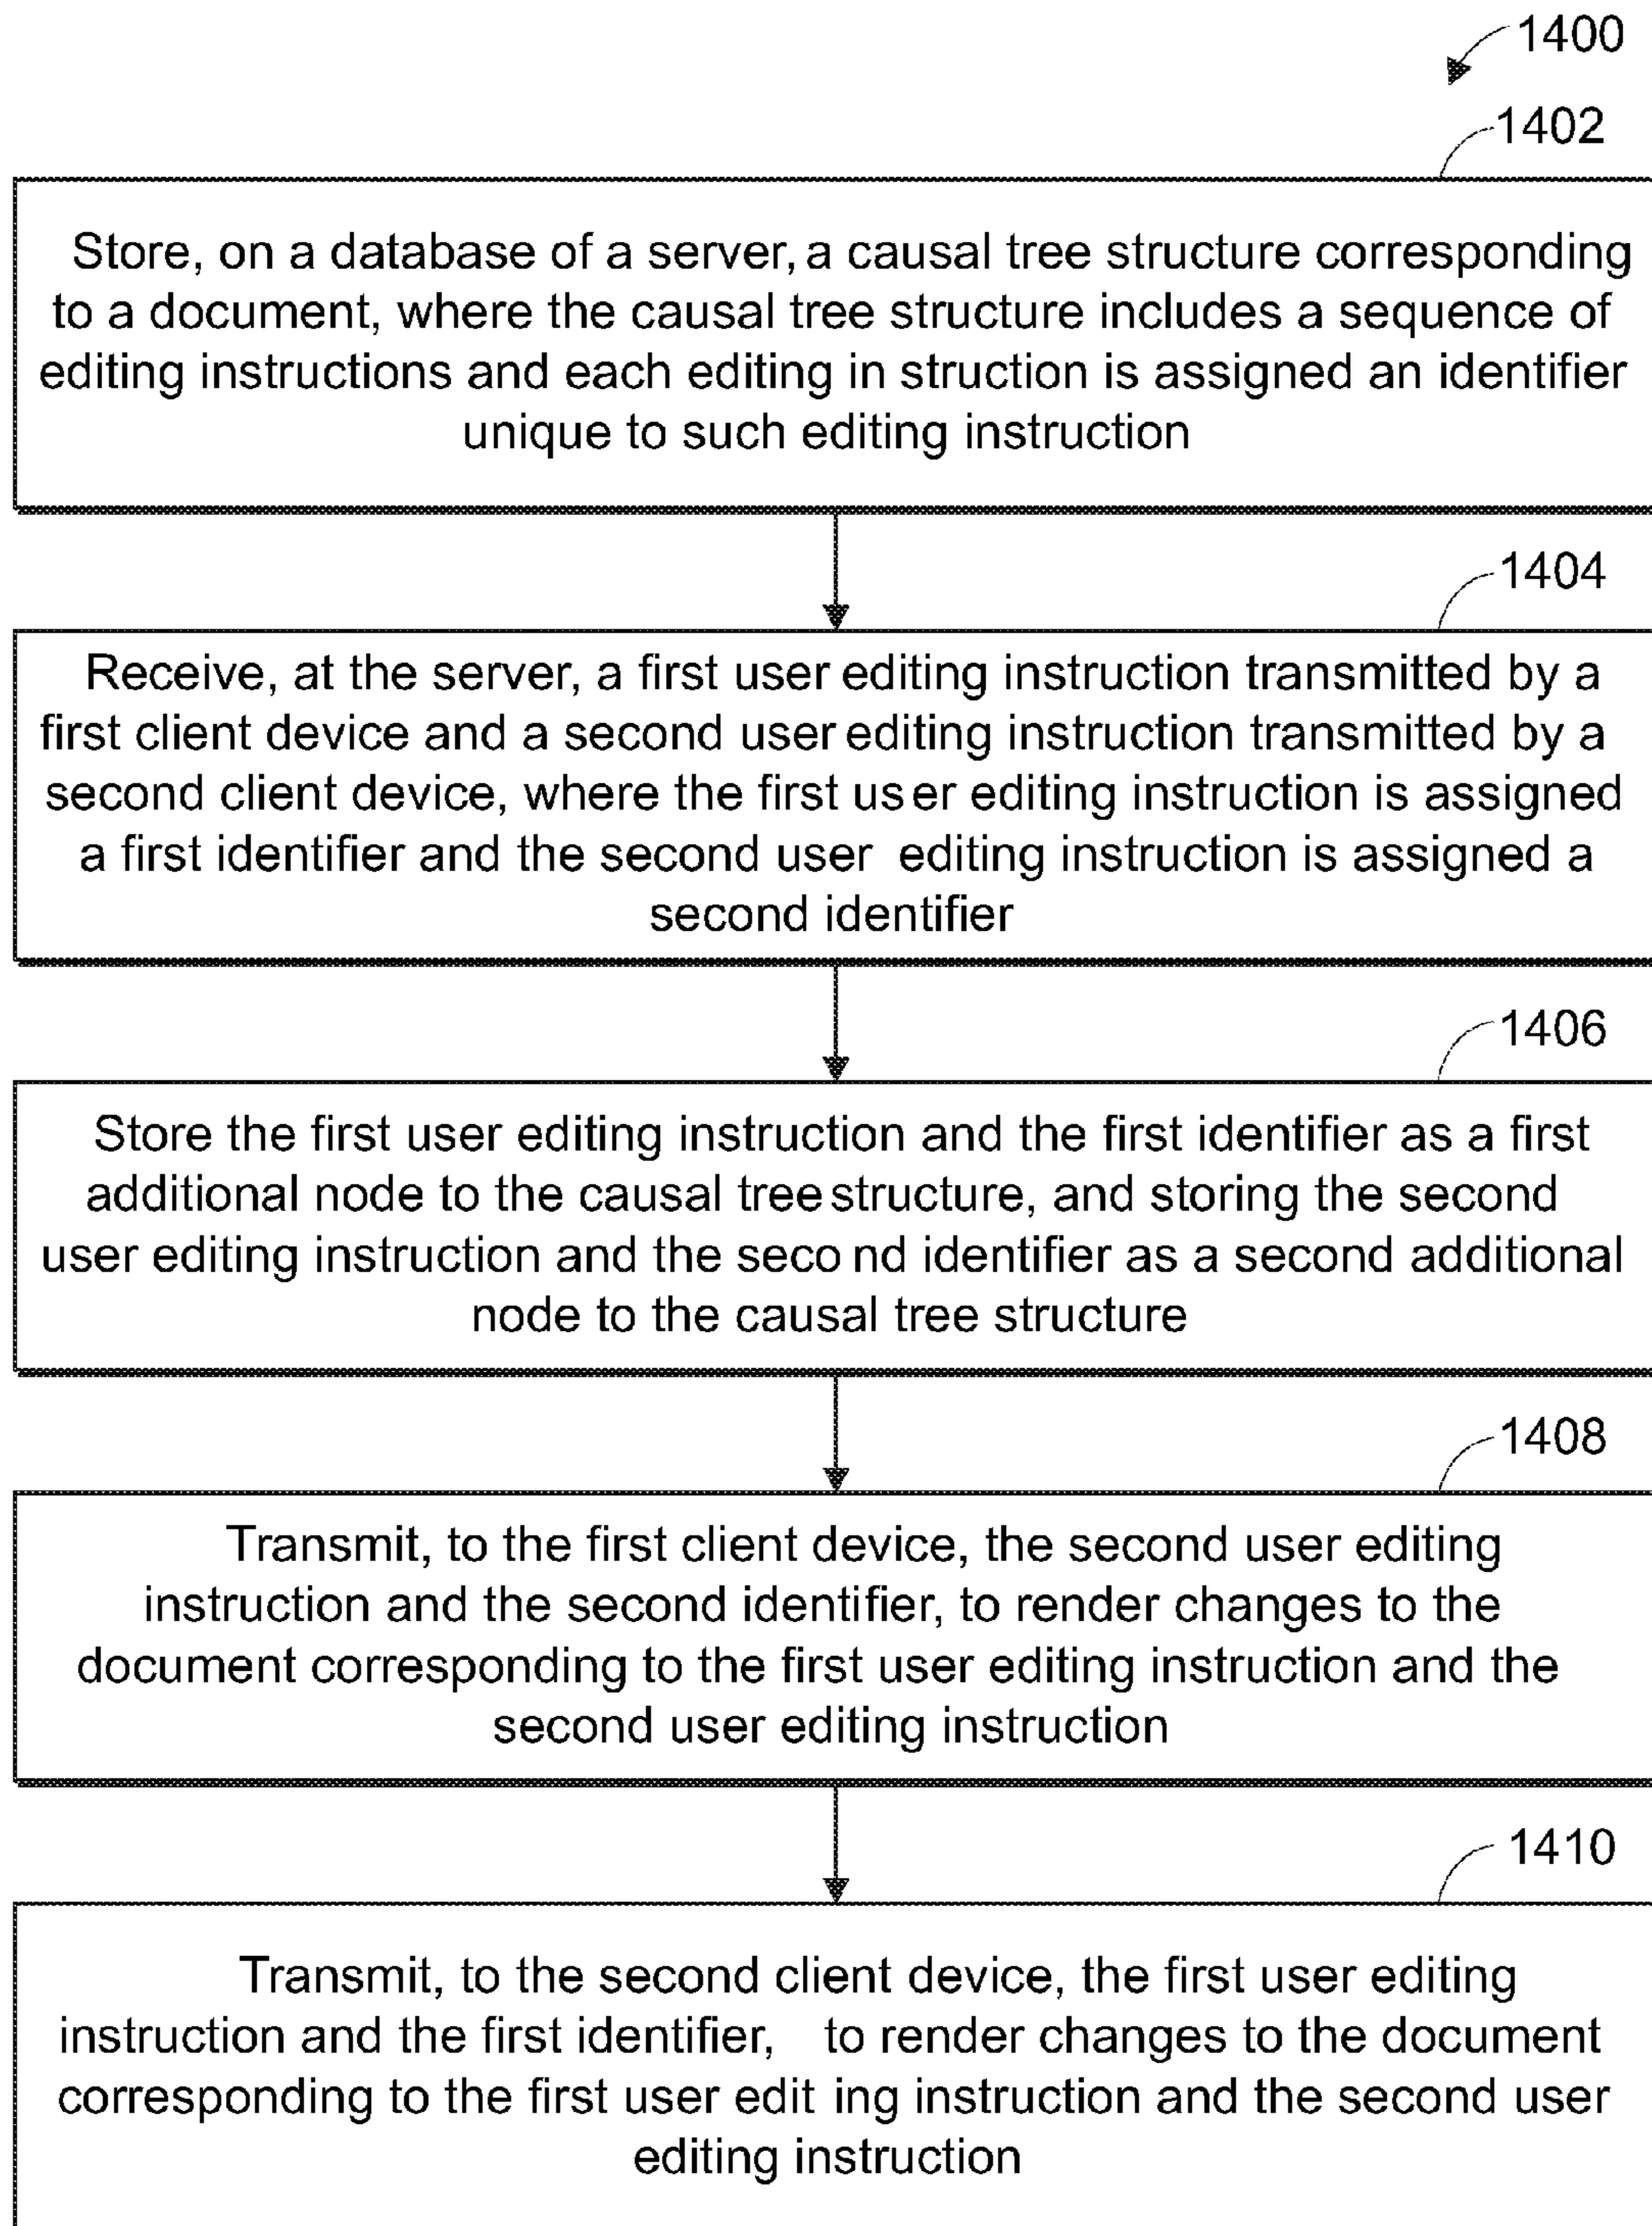 1400
1402
Store, on a database of a server, a causal tree structure corresponding
to a document, where the causal tree structure includes a sequence of
editing instructions and each editing in struction is assigned an identifier
unique to such editing instruction
1404
Receive, at the server, a first user editing instruction transmitted by a
first client device and a second user editing instruction transmitted by a
second client device, where the first us er editing instruction is assigned
a first identifier and the second user editing instruction is assigned a
second identifier
1406
Store the first user editing instruction and the first identifier as a first
additional node to the causal tree structure, and storing the second
user editing instruction and the seco nd identifier as a second additional
node to the causal tree structure
1408
Transmit, to the first client device, the second user editing
instruction and the second identifier, to render changes to the
document corresponding to the first user editing instruction and the
second user editing instruction
1410
Transmit, to the second client device, the first user editing
instruction and the first identifier, to render changes to the document
corresponding to the first user edit ing instruction and the second user
editing instruction